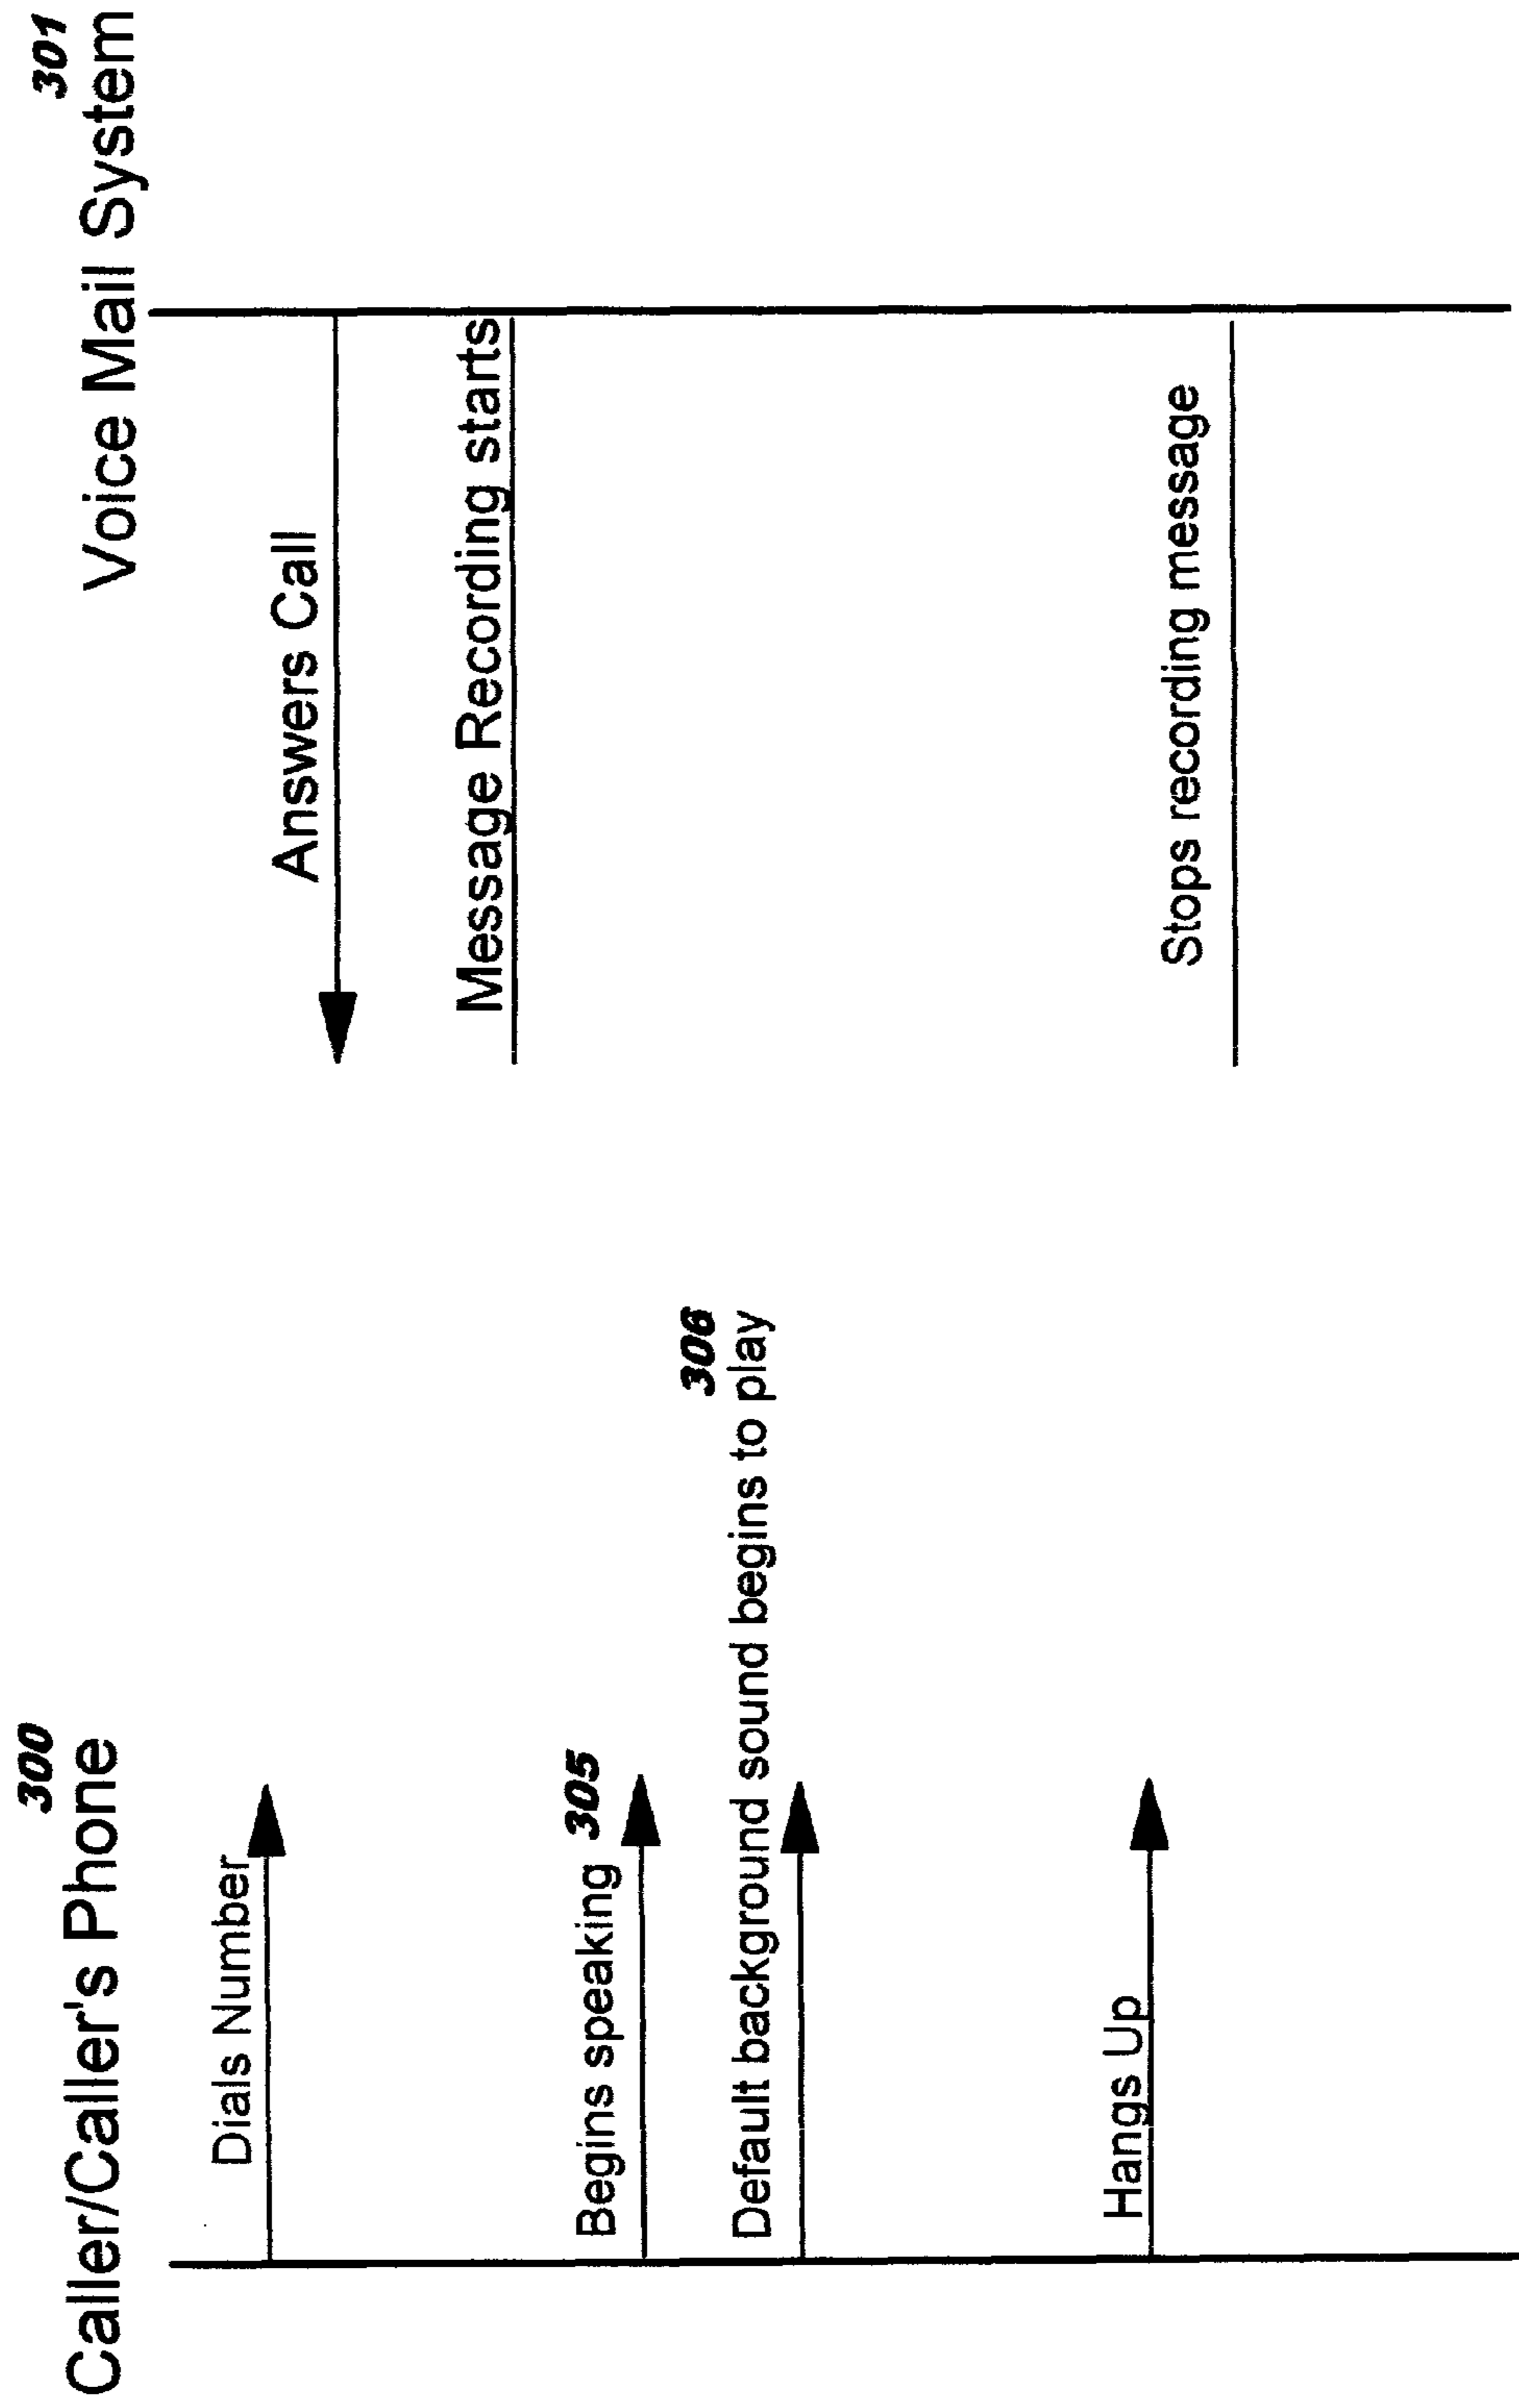 300
Caller/Caller's Phone
301
Voice Mail System
Dials Number
Answers Call
Message Recording starts
Begins speaking 305
306
Default background sound begins to play
Hangs Up
Stops recording message